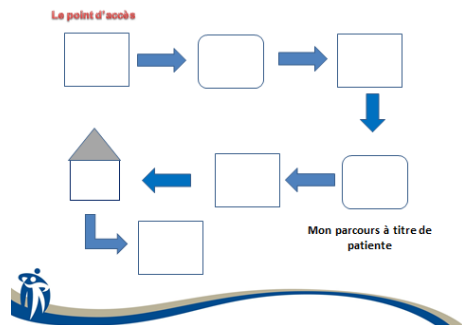 Le point d'accès
Mon parcours à titre de
patiente